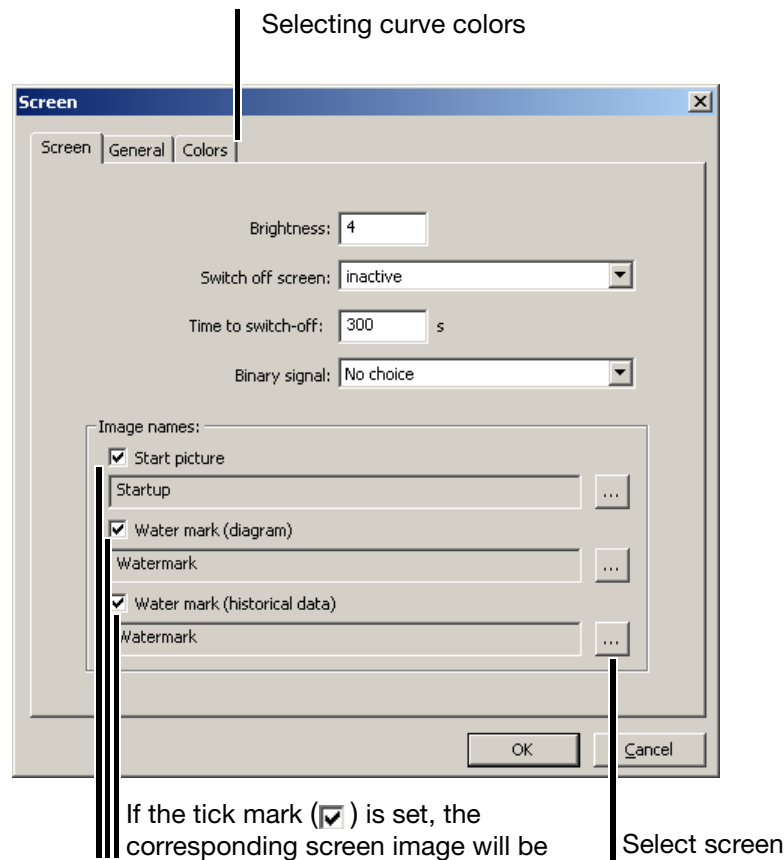 Selecting curve colors
Screen
Screen General Colors
Brightness: 4
Switch off screen: inactive
Time to switch-off: 300 s
Binary signal: No choice
Image names:
Start picture
Startup ...
Water mark (diagram)
Watermark ...
Water mark (historical data)
Watermark ...
OK Cancel
If the tick mark ( ) is set, the
corresponding screen image will be
Select screen